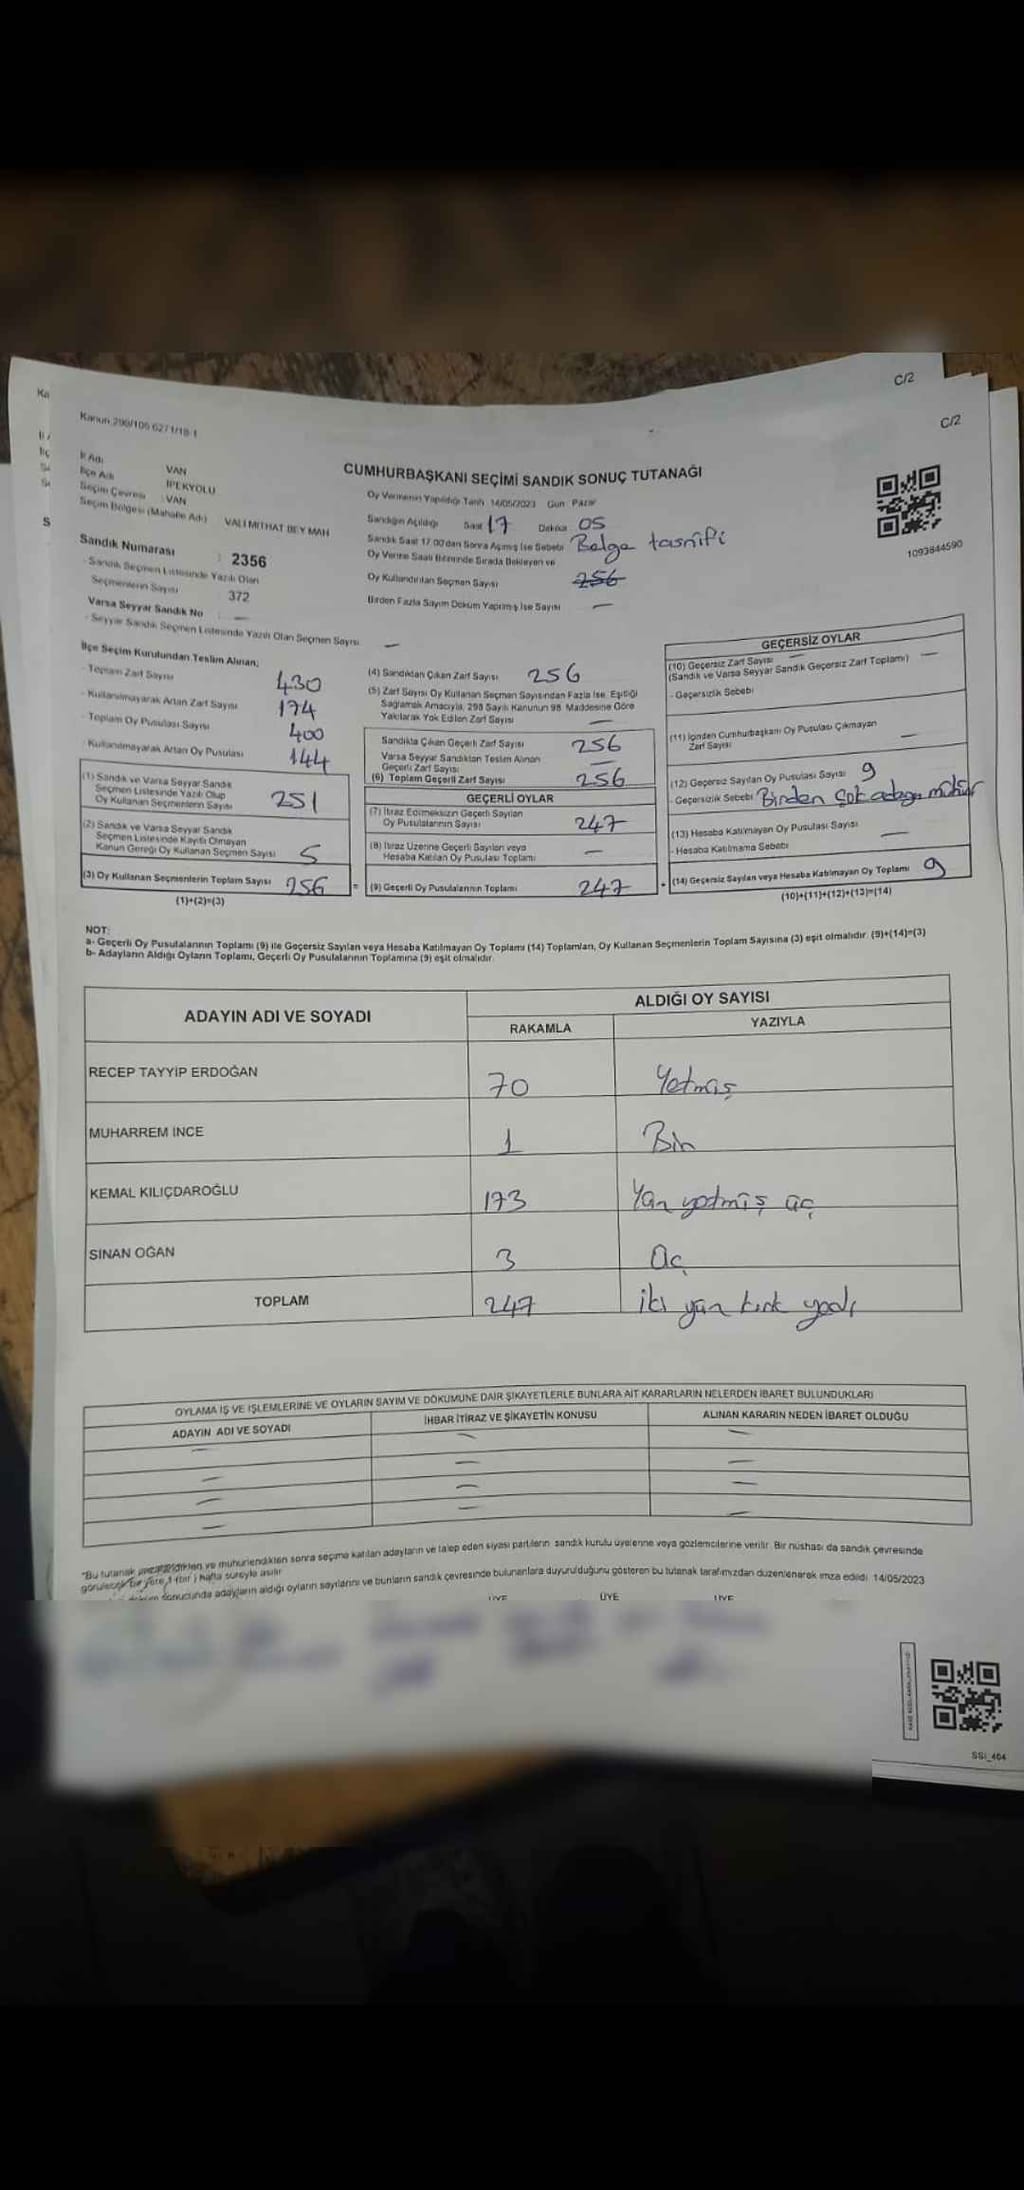 C/2
C/2
Kanun 298/105 6271/18-1
CUMHURBAŞKANI SEÇİMİ SANDIK SONUÇ TUTANAĞI
İl Adı : VAN
İlçe Adı : İPEKYOLU
Seçim Çevresi : VAN
Seçim Bölgesi (Mahalle Adı) : VALİ MİTHAT BEY MAH
Sandık Numarası : 2356
- Sandık Seçmen Listesinde Yazılı Olan
Seçmenlerin Sayısı 372
Varsa Seyyar Sandık No : —
- Seyyar Sandık Seçmen Listesinde Yazılı Olan Seçmen Sayısı —
Oy Vermenin Yapıldığı Tarih 14/05/2023 Gün Pazar
Sandığın Açıldığı Saat 17 Dakika 05
Sandık Saat 17.00'dan Sonra Açılmış İse Sebebi Belge tasnifi
Oy Verme Saati Bitiminde Sırada Bekleyen ve
Oy Kullandırılan Seçmen Sayısı 256
Birden Fazla Sayım Döküm Yapılmış İse Sayısı —
1093844590
İlçe Seçim Kurulundan Teslim Alınan;
- Toplam Zarf Sayısı 430
- Kullanılmayarak Artan Zarf Sayısı 174
- Toplam Oy Pusulası Sayısı 400
- Kullanılmayarak Artan Oy Pusulası 144
(1) Sandık ve Varsa Seyyar Sandık
Seçmen Listesinde Yazılı Olup
Oy Kullanan Seçmenlerin Sayısı 251
(2) Sandık ve Varsa Seyyar Sandık
Seçmen Listesinde Kayıtlı Olmayan
Kanun Gereği Oy Kullanan Seçmen Sayısı 5
(3) Oy Kullanan Seçmenlerin Toplam Sayısı 256 =
(1)+(2)=(3)
(4) Sandıktan Çıkan Zarf Sayısı 256
(5) Zarf Sayısı Oy Kullanan Seçmen Sayısından Fazla İse, Eşitliği
Sağlamak Amacıyla, 298 Sayılı Kanunun 98. Maddesine Göre
Yakılarak Yok Edilen Zarf Sayısı —
Sandıkta Çıkan Geçerli Zarf Sayısı 256
Varsa Seyyar Sandıktan Teslim Alınan
Geçerli Zarf Sayısı —
(6) Toplam Geçerli Zarf Sayısı 256
GEÇERLİ OYLAR
(7) İtiraz Edilmeksizin Geçerli Sayılan
Oy Pusulalarının Sayısı 247
(8) İtiraz Üzerine Geçerli Sayılan veya
Hesaba Katılan Oy Pusulası Toplamı —
(9) Geçerli Oy Pusulalarının Toplamı 247 +
GEÇERSİZ OYLAR
(10) Geçersiz Zarf Sayısı —
(Sandık ve Varsa Seyyar Sandık Geçersiz Zarf Toplamı) —
- Geçersizlik Sebebi
(11) İçinden Cumhurbaşkanı Oy Pusulası Çıkmayan
Zarf Sayısı —
(12) Geçersiz Sayılan Oy Pusulası Sayısı 9
- Geçersizlik Sebebi Birden çok adaya mühür
(13) Hesaba Katılmayan Oy Pusulası Sayısı —
- Hesaba Katılmama Sebebi
(14) Geçersiz Sayılan veya Hesaba Katılmayan Oy Toplamı 9
(10)+(11)+(12)+(13)=(14)
NOT:
a- Geçerli Oy Pusulalarının Toplamı (9) ile Geçersiz Sayılan veya Hesaba Katılmayan Oy Toplamı (14) Toplamları, Oy Kullanan Seçmenlerin Toplam Sayısına (3) eşit olmalıdır. (9)+(14)=(3)
b- Adayların Aldığı Oyların Toplamı, Geçerli Oy Pusulalarının Toplamına (9) eşit olmalıdır.
ADAYIN ADI VE SOYADI ALDIĞI OY SAYISI
RAKAMLA YAZIYLA
RECEP TAYYİP ERDOĞAN 70 Yetmiş
MUHARREM İNCE 1 Bir
KEMAL KILIÇDAROĞLU 173 Yüz yetmiş üç
SİNAN OĞAN 3 Üç
TOPLAM 247 iki yüz kırk yedi
OYLAMA İŞ VE İŞLEMLERİNE VE OYLARIN SAYIM VE DÖKÜMÜNE DAİR ŞİKAYETLERLE BUNLARA AİT KARARLARIN NELERDEN İBARET BULUNDUKLARI
ADAYIN ADI VE SOYADI İHBAR İTİRAZ VE ŞİKAYETİN KONUSU ALINAN KARARIN NEDEN İBARET OLDUĞU
ve mühürlendikten sonra seçime katılan adayların ve talep eden siyasi partilerin sandık kurulu üyelerine veya gözlemcilerine verilir. Bir nüshası da sandık çevresinde
hafta süreyle asılır
sonucunda adayların aldığı oyların sayılarını ve bunların sandık çevresinde bulunanlara duyurulduğunu gösteren bu tutanak tarafımızdan düzenlenerek imza edildi 14/05/2023
ÜYE ÜYE ÜYE
SSI_464